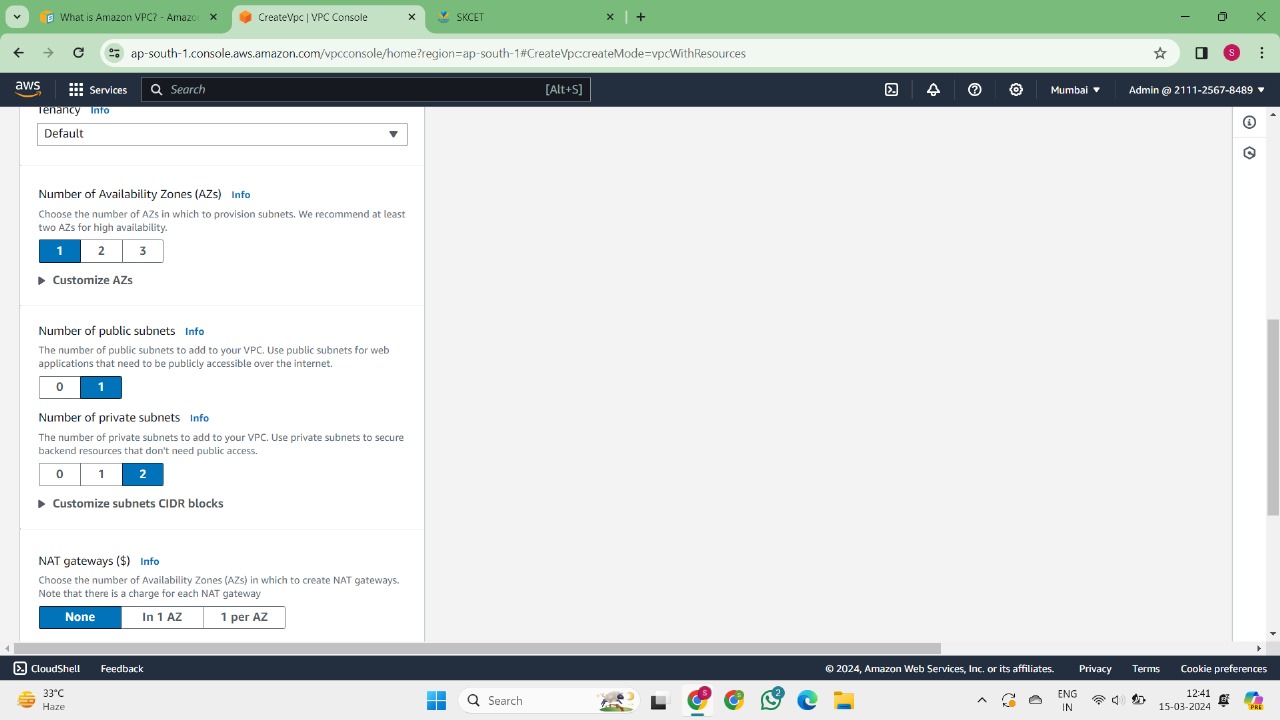 What is Amazon VPC? - Amazo
CreateVpc | VPC Console
SKCET
ap-south-1.console.aws.amazon.com/vpcconsole/home?region=ap-south-1#CreateVpc:createMode=vpcWithResources
S
aws
Services
Search
[Alt+S]
Mumbai
Admin @ 2111-2567-8489
Tenancy Info
Default
Number of Availability Zones (AZs) Info
Choose the number of AZs in which to provision subnets. We recommend at least
two AZs for high availability.
1 2 3
Customize AZs
Number of public subnets Info
The number of public subnets to add to your VPC. Use public subnets for web
applications that need to be publicly accessible over the internet.
0 1
Number of private subnets Info
The number of private subnets to add to your VPC. Use private subnets to secure
backend resources that don't need public access.
0 1 2
Customize subnets CIDR blocks
NAT gateways ($) Info
Choose the number of Availability Zones (AZs) in which to create NAT gateways.
Note that there is a charge for each NAT gateway
None In 1 AZ 1 per AZ
CloudShell Feedback
© 2024, Amazon Web Services, Inc. or its affiliates. Privacy Terms Cookie preferences
33°C
Haze
Search
S
2
ENG
IN
12:41
15-03-2024
PRE